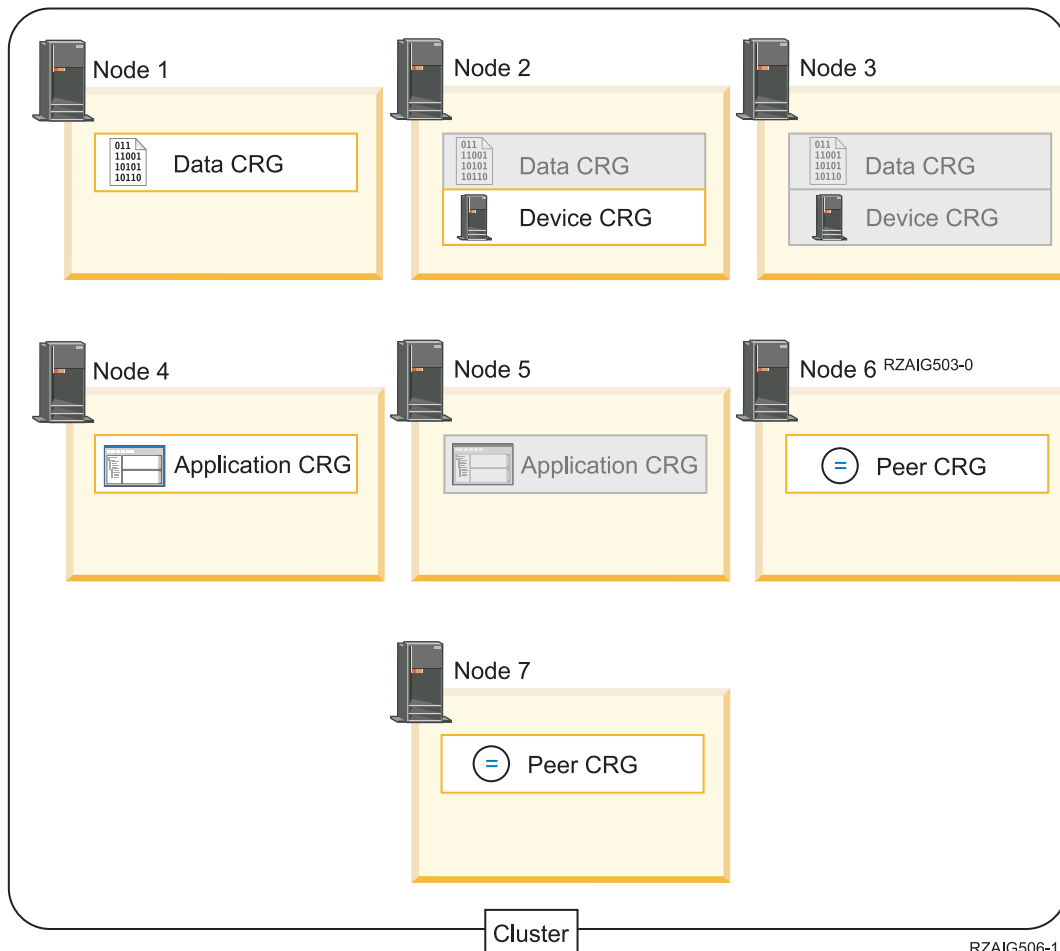 Node 1
011
11001
10101
10110
Data CRG
Node 2
011
11001
10101
10110
Data CRG
Device CRG
Node 3
011
11001
10101
10110
Data CRG
Device CRG
Node 4
Application CRG
Node 5
Application CRG
Node 6 RZAIG503-0
= Peer CRG
Node 7
= Peer CRG
Cluster
RZAIG506-1